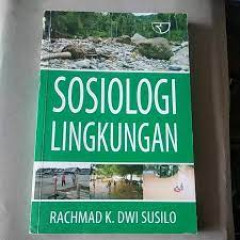 SOSIOLOGI
LINGKUNGAN
RACHMAD K. DWI SUSILO